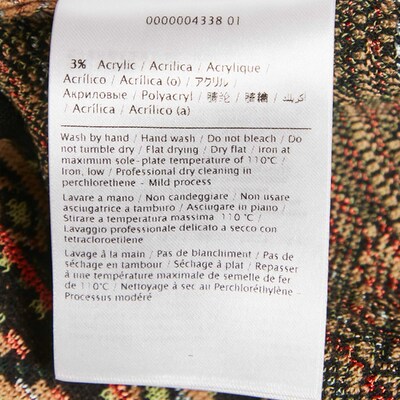 0000004338 01
3% Acrylic / Acrilica / Acrylique /
Acrílico / Acrílica (o) / アクリル /
Акриловые / Polyacryl /
/ Acrílica / Acrílico (a)
Wash by hand / Hand wash / Do not bleach / Do
not tumble dry / Flat drying / Dry flat / Iron at
maximum sole-plate temperature of 110°C /
Iron, low / Professional dry cleaning in
perchlorethene - Mild process
Lavare a mano / Non candeggiare / Non usare
asciugatrice a tamburo / Asciugare in piano /
Stirare a temperatura massima 110 °C /
Lavaggio professionale delicato a secco con
tetracloroetilene
Lavage à la main / Pas de blanchiment / Pas de
séchage en tambour / Séchage à plat / Repasser
à une température maximale de semelle de fer
de 110°C / Nettoyage à sec au Perchloréthylène -
Processus modéré